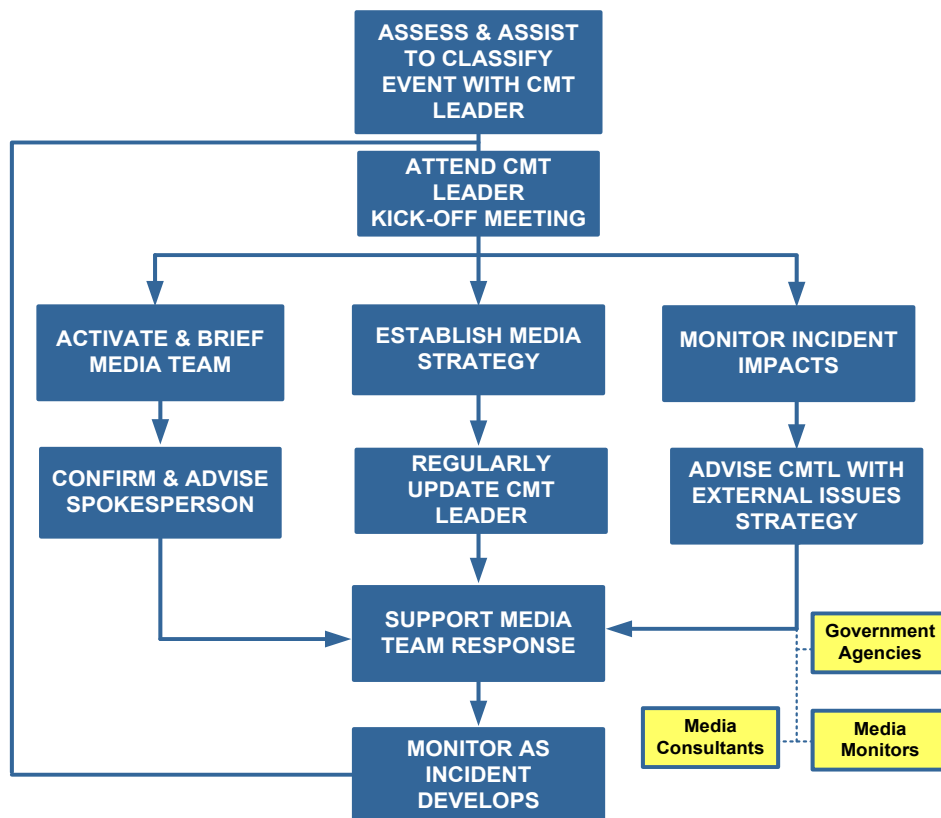 ASSESS & ASSIST
TO CLASSIFY
EVENT WITH CMT
LEADER
ATTEND CMT
LEADER
KICK-OFF MEETING
ACTIVATE & BRIEF
MEDIA TEAM
ESTABLISH MEDIA
STRATEGY
MONITOR INCIDENT
IMPACTS
CONFIRM & ADVISE
SPOKESPERSON
REGULARLY
UPDATE CMT
LEADER
ADVISE CMTL WITH
EXTERNAL ISSUES
STRATEGY
SUPPORT MEDIA
TEAM RESPONSE
Government
Agencies
Media
Consultants
Media
Monitors
MONITOR AS
INCIDENT
DEVELOPS